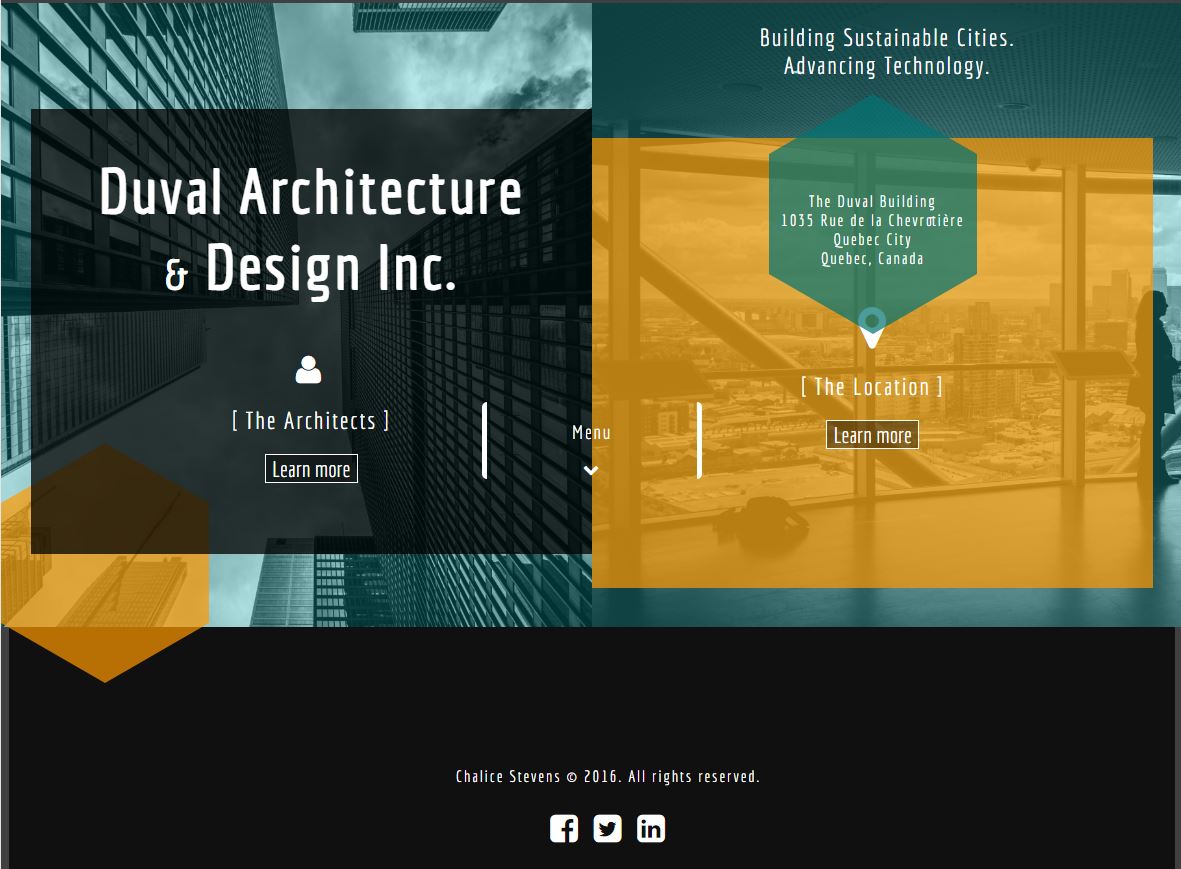 Duval Architecture
& Design Inc.
[ The Architects ]
Learn more
Menu
Building Sustainable Cities.
Advancing Technology.
The Duval Building
1035 Rue de la Chevrotière
Quebec City
Quebec, Canada
[ The Location ]
Learn more
Chalice Stevens © 2016. All rights reserved.